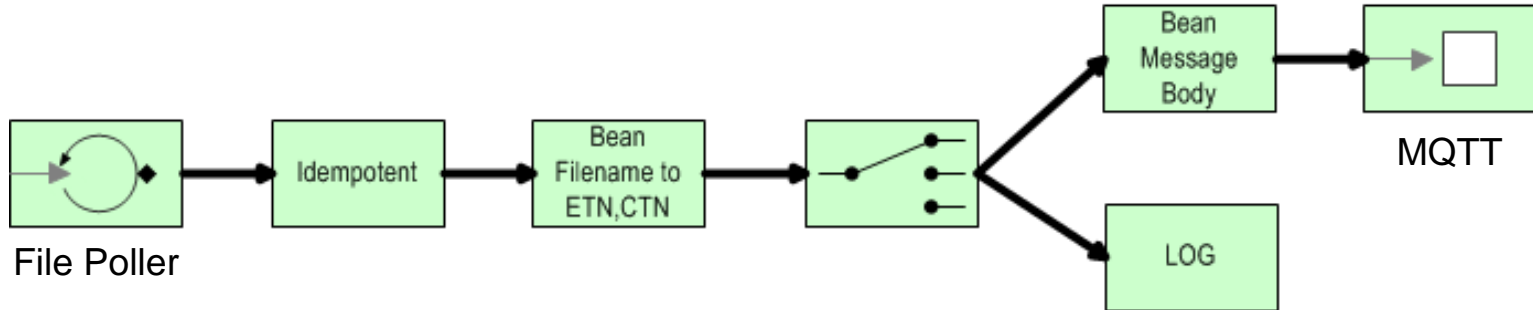 File Poller
Idempotent
Bean
Filename to
ETN,CTN
Bean
Message
Body
MQTT
LOG